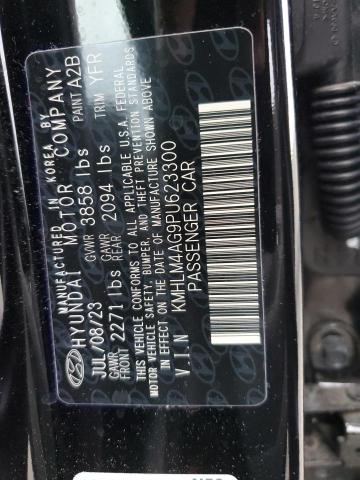 MANUFACTURED IN KOREA BY
HYUNDAI MOTOR COMPANY
JUL/08/23 GVWR 3858 lbs PAINT A2B
GAWR FRONT 2271 lbs GAWR REAR 2094 lbs TRIM YFR
THIS VEHICLE CONFORMS TO ALL APPLICABLE U.S.A. FEDERAL
MOTOR VEHICLE SAFETY, BUMPER, AND THEFT PREVENTION STANDARDS
IN EFFECT ON THE DATE OF MANUFACTURE SHOWN ABOVE
V.I.N KMHLM4AG9PU623300
PASSENGER CAR